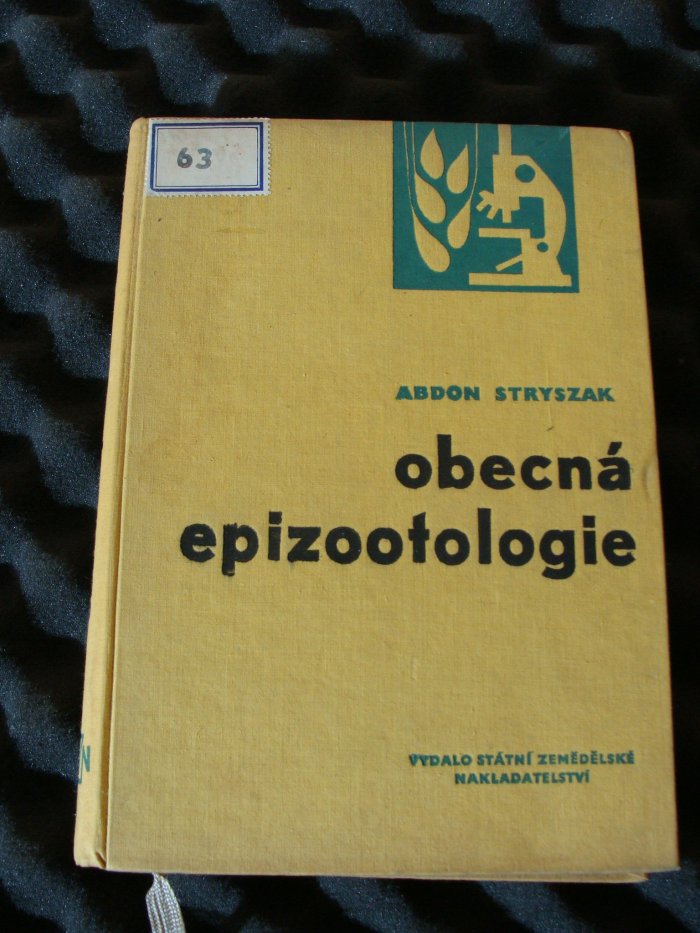 63
ABDON STRYSZAK
obecná
epizootologie
VYDALO STÁTNÍ ZEMĚDĚLSKÉ
NAKLADATELSTVÍ
N